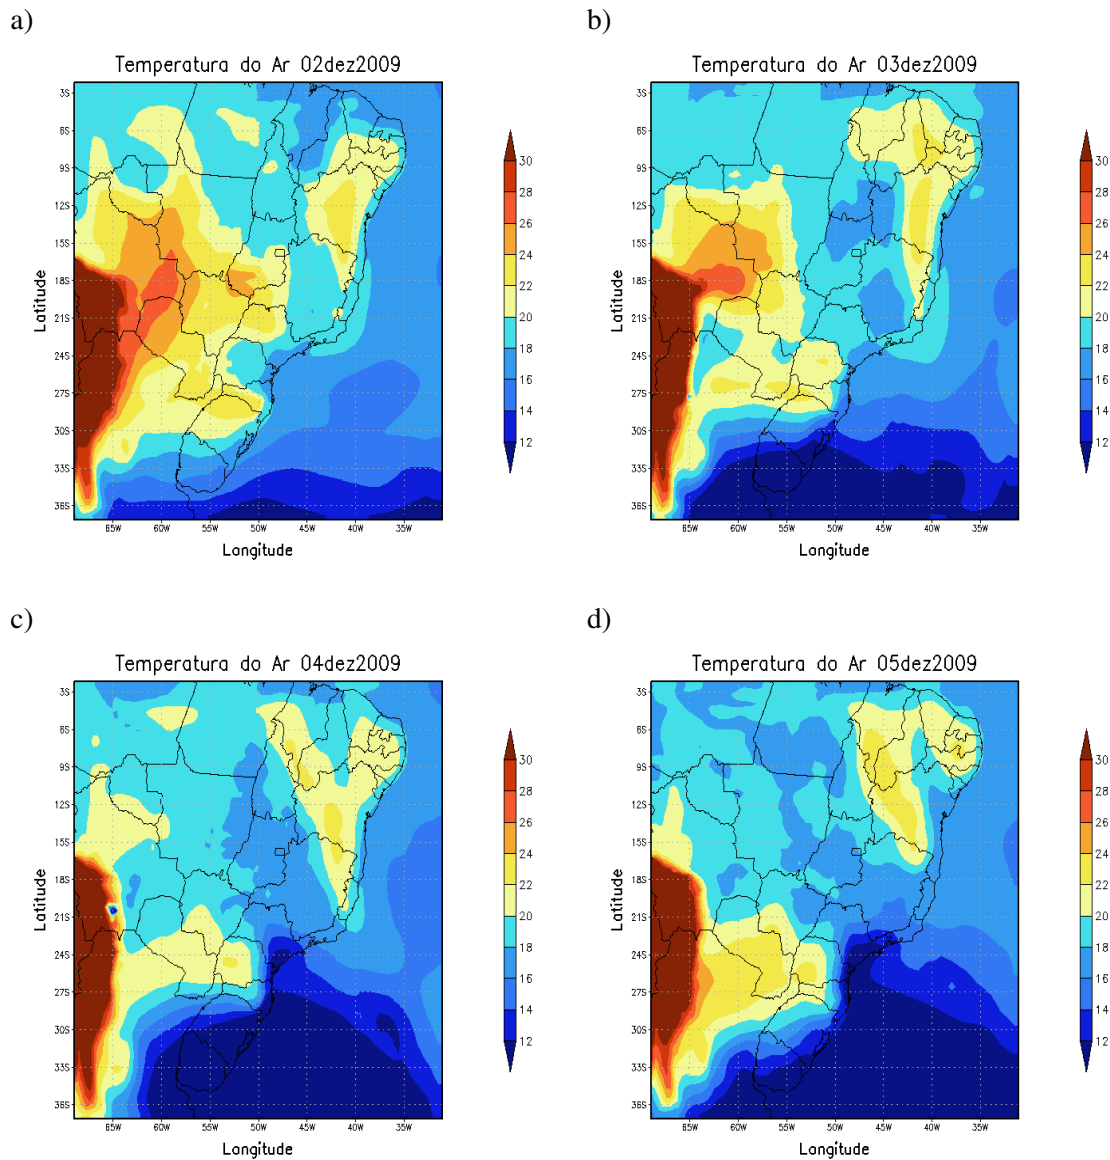 a)
b)
Temperatura do Ar 02dez2009
3S
6S
9S
12S
15S
18S
21S
24S
27S
30S
33S
36S
65W 60W 55W 50W 45W 40W 35W
Latitude
Longitude
30
28
26
24
22
20
18
16
14
12
Temperatura do Ar 03dez2009
3S
6S
9S
12S
15S
18S
21S
24S
27S
30S
33S
36S
65W 60W 55W 50W 45W 40W 35W
Latitude
Longitude
30
28
26
24
22
20
18
16
14
12
c)
d)
Temperatura do Ar 04dez2009
3S
6S
9S
12S
15S
18S
21S
24S
27S
30S
33S
36S
65W 60W 55W 50W 45W 40W 35W
Latitude
Longitude
30
28
26
24
22
20
18
16
14
12
Temperatura do Ar 05dez2009
3S
6S
9S
12S
15S
18S
21S
24S
27S
30S
33S
36S
65W 60W 55W 50W 45W 40W 35W
Latitude
Longitude
30
28
26
24
22
20
18
16
14
12